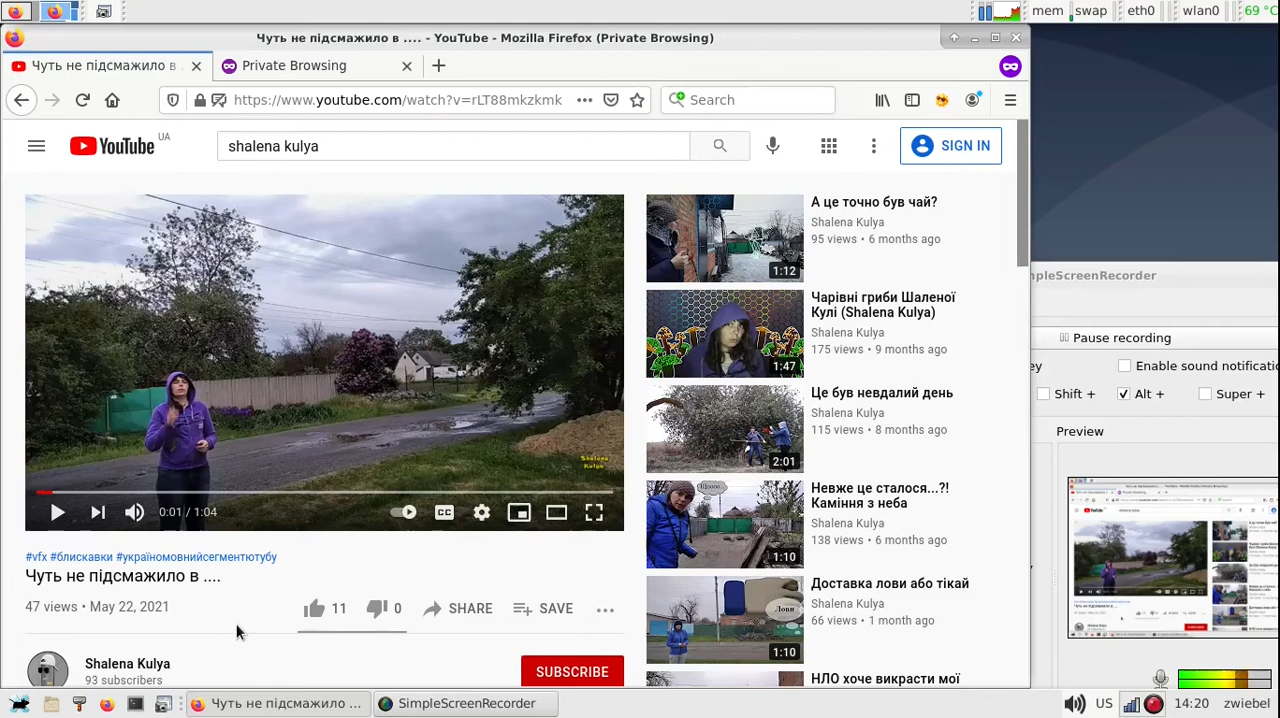 mem swap eth0 wlan0 69 °C
Чуть не підсмажило в .... - YouTube - Mozilla Firefox (Private Browsing)
Чуть не підсмажило в
Private Browsing
https://www.youtube.com/watch?v=rLT88mkzkmk
Search
YouTube UA
shalena kulya
SIGN IN
Shalena Kulya
0:01 / 1:04
#vfx #блискавки #україномовнийсегментютубу
Чуть не підсмажило в ....
47 views • May 22, 2021
11
0
SHARE
SAVE
Shalena Kulya
93 subscribers
SUBSCRIBE
А це точно був чай?
Shalena Kulya
95 views • 6 months ago
1:12
Чарівні гриби Шаленої
Кулі (Shalena Kulya)
Shalena Kulya
175 views • 9 months ago
1:47
Це був невдалий день
Shalena Kulya
115 views • 8 months ago
2:01
Невже це сталося...?!
Каміння з неба
Shalena Kulya
138 views • 6 months ago
1:10
Доставка лови або тікай
Shalena Kulya
66 views • 1 month ago
1:10
НЛО хоче викрасти мої
mpleScreenRecorder
Pause recording
ey
Enable sound notificatio
Shift +
Alt +
Super +
Preview
Чуть не підсмажило ...
SimpleScreenRecorder
US
14:20
zwiebel